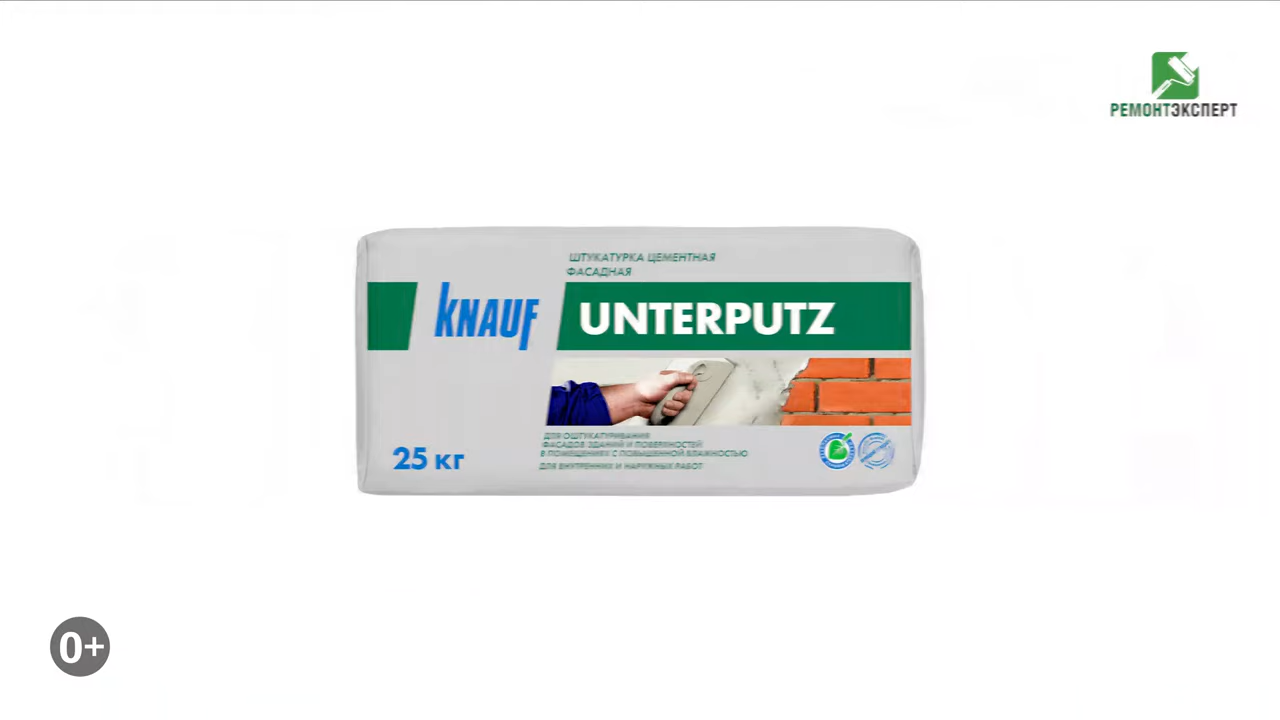 РЕМОНТЭКСПЕРТ
ШТУКАТУРКА ЦЕМЕНТНАЯ
ФАСАДНАЯ
KNAUF
UNTERPUTZ
ДЛЯ ОШТУКАТУРИВАНИЯ
ФАСАДОВ ЗДАНИЙ И ПОВЕРХНОСТЕЙ
В ПОМЕЩЕНИЯХ С ПОВЫШЕННОЙ ВЛАЖНОСТЬЮ
ДЛЯ ВНУТРЕННИХ И НАРУЖНЫХ РАБОТ
25 кг
0+